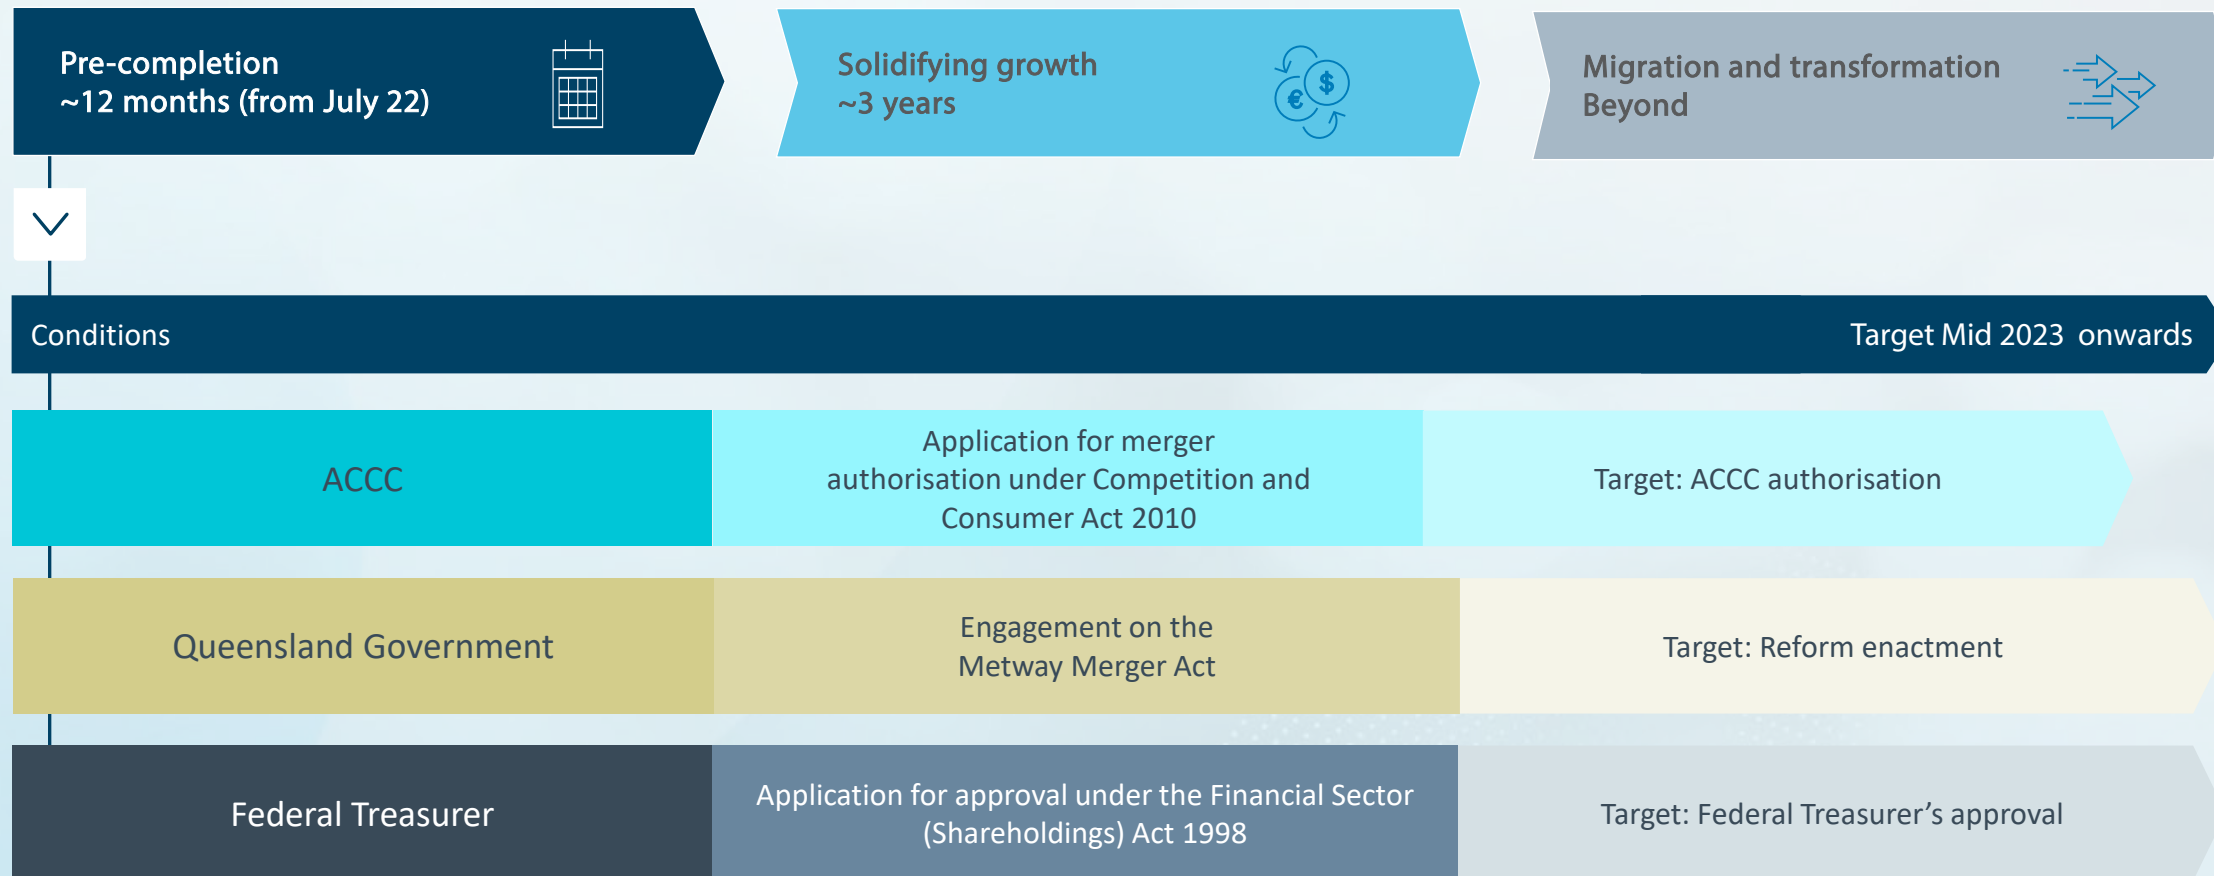 Pre-completion
~12 months (from July 22)
Solidifying growth
~3 years
€ $
Migration and transformation
Beyond
Conditions
Target Mid 2023 onwards
ACCC
Application for merger
authorisation under Competition and
Consumer Act 2010
Target: ACCC authorisation
Queensland Government
Engagement on the
Metway Merger Act
Target: Reform enactment
Federal Treasurer
Application for approval under the Financial Sector
(Shareholdings) Act 1998
Target: Federal Treasurer’s approval